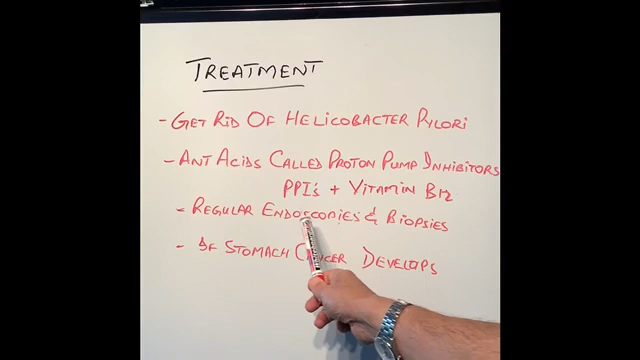 TREATMENT
- GET RID OF HELICOBACTER PYLORI
- ANT ACIDS CALLED PROTON PUMP INHIBITORS
PPI's + VITAMIN B12
- REGULAR ENDOSCOPIES & BIOPSIES
- IF STOMACH CANCER DEVELOPS